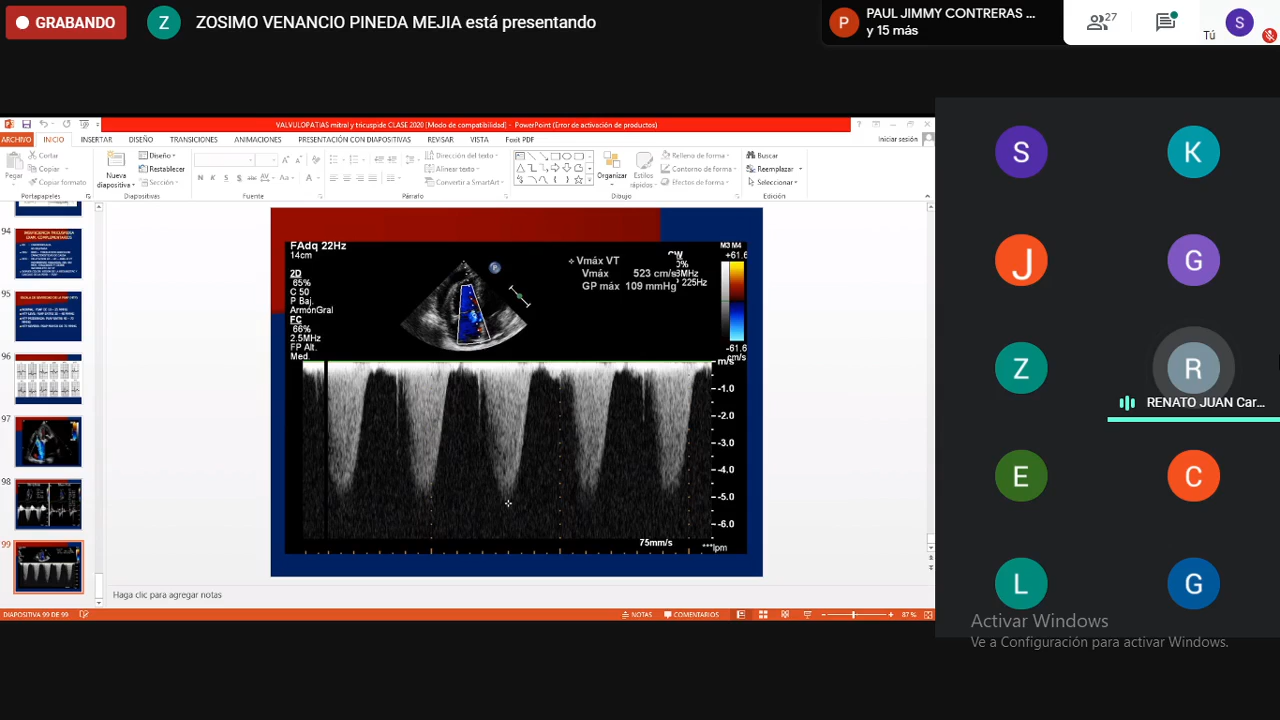 GRABANDO
Z
ZOSIMO VENANCIO PINEDA MEJIA está presentando
P
PAUL JIMMY CONTRERAS ...
y 15 más
27
Tú
S
VALVULOPATIAS mitral y tricuspide CLASE 2020 [Modo de compatibilidad] - PowerPoint (Error de activación de productos)
ARCHIVO INICIO INSERTAR DISEÑO TRANSICIONES ANIMACIONES PRESENTACIÓN CON DIAPOSITIVAS REVISAR VISTA Foxit PDF
Iniciar sesión
Pegar
Cortar
Copiar
Copiar formato
Portapapeles
Nueva
diapositiva
Diseño
Restablecer
Sección
Diapositivas
N K S
Fuente
Dirección del texto
Alinear texto
Convertir a SmartArt
Párrafo
Organizar
Estilos
rápidos
Relleno de forma
Contorno de forma
Efectos de forma
Dibujo
Buscar
Reemplazar
Seleccionar
Edición
94
95
96
97
98
99
FAdq 22Hz
14cm
2D
65%
C 50
P Baj.
ArmónGral
FC
66%
2.5MHz
FP Alt.
Med.
P
Vmáx VT
Vmáx 523 cm/s
GP máx 109 mmHg
225Hz
M3 M4
+61.6
-61.6
cm/s
m/s
-1.0
-2.0
-3.0
-4.0
-5.0
-6.0
75mm/s
***lpm
Haga clic para agregar notas
DIAPOSITIVA 99 DE 99
NOTAS
COMENTARIOS
87 %
S
K
J
G
Z
R
RENATO JUAN Car...
E
C
L
G
Activar Windows
Ve a Configuración para activar Windows.